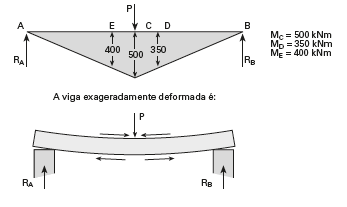 P
A E C D B
400 500 350
R_A R_B
M_C = 500 kNm
M_D = 350 kNm
M_E = 400 kNm
A viga exageradamente deformada é:
P
R_A R_B